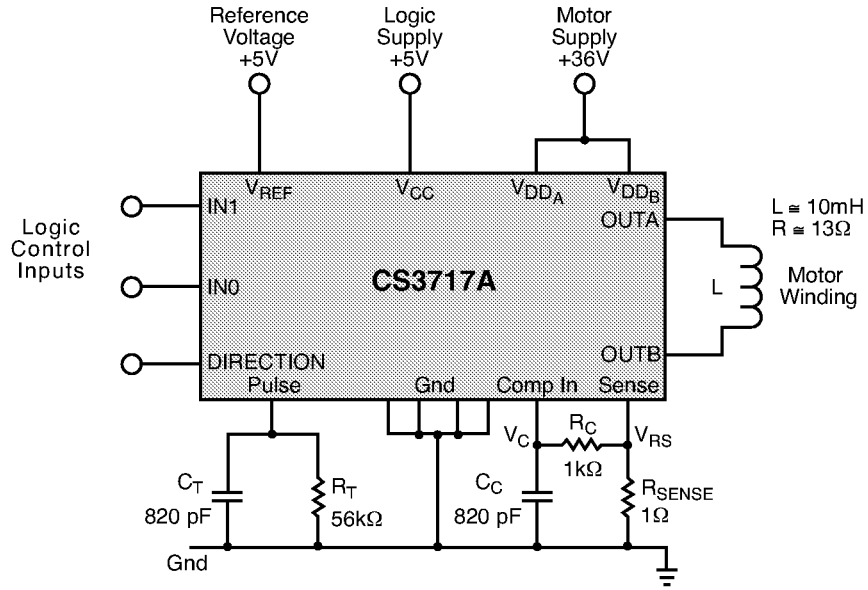 Reference
Voltage
+5V
Logic
Supply
+5V
Motor
Supply
+36V
VREF
VCC
VDDA
VDDB
IN1
OUTA
L ≅ 10mH
R ≅ 13Ω
Logic
Control
Inputs
IN0
CS3717A
L
Motor
Winding
DIRECTION
OUTB
Pulse
Gnd
Comp In
Sense
VC
RC
VRS
1kΩ
CT
820 pF
RT
56kΩ
CC
820 pF
RSENSE
1Ω
Gnd